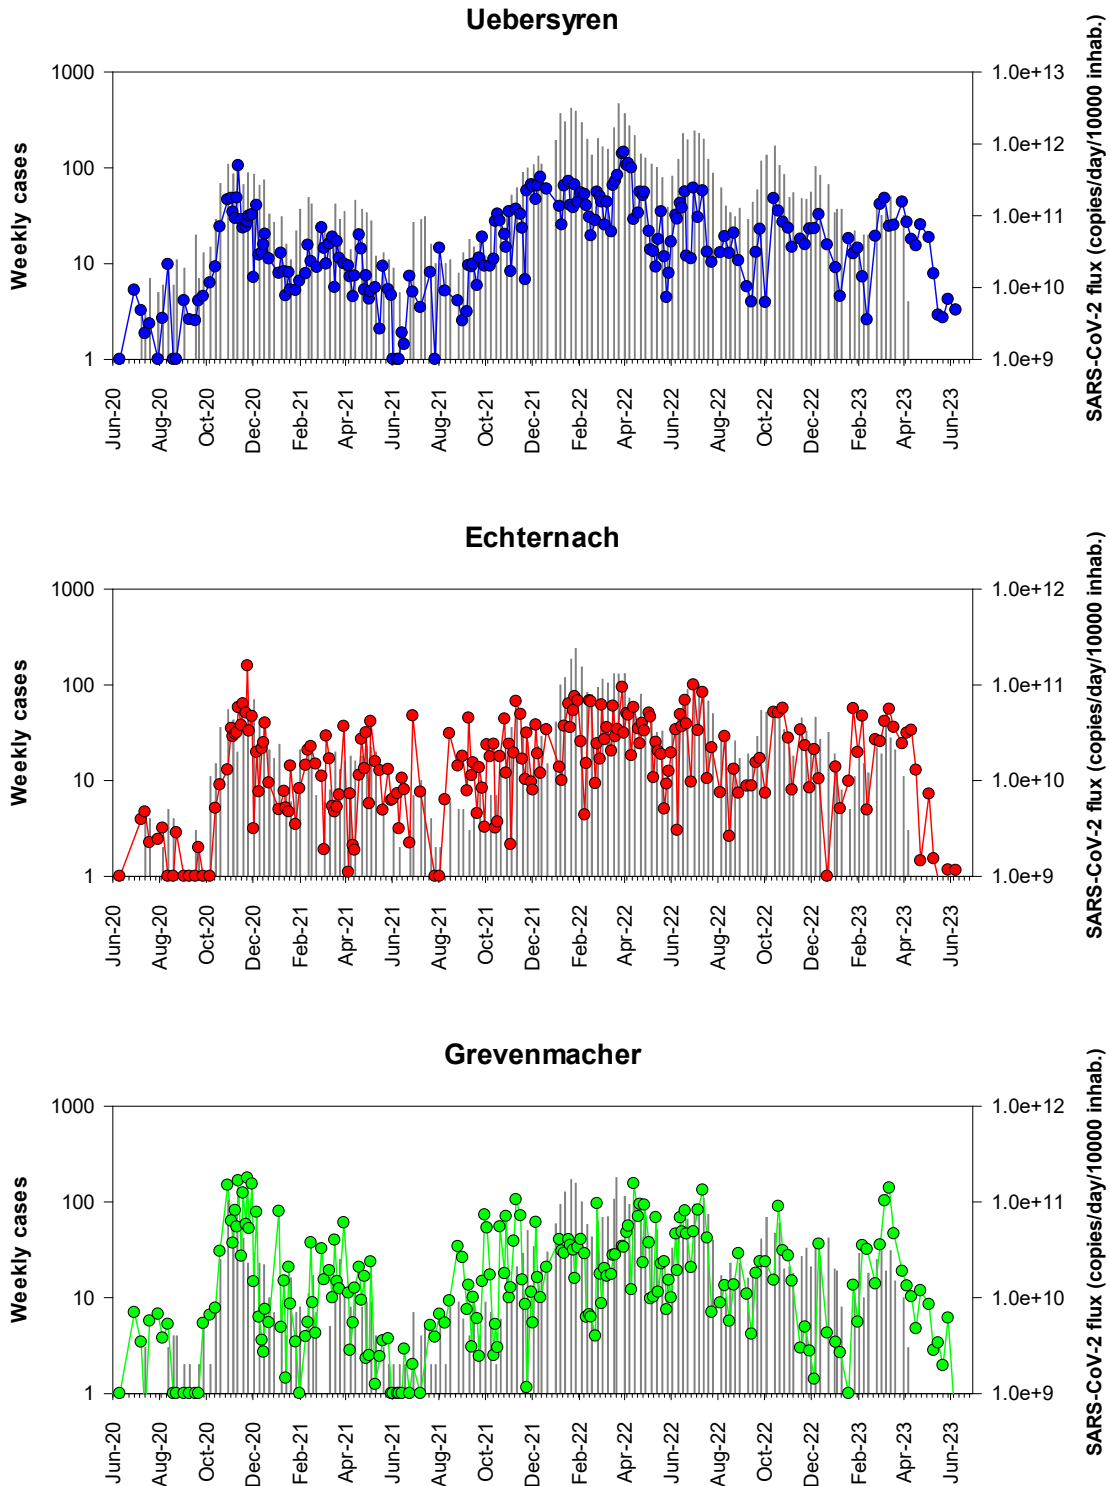 Uebersyren
Weekly cases
1000
100
10
1
1.0e+13
1.0e+12
1.0e+11
1.0e+10
1.0e+9
SARS-CoV-2 flux (copies/day/10000 inhab.)
Jun-20
Aug-20
Oct-20
Dec-20
Feb-21
Apr-21
Jun-21
Aug-21
Oct-21
Dec-21
Feb-22
Apr-22
Jun-22
Aug-22
Oct-22
Dec-22
Feb-23
Apr-23
Jun-23
Echternach
Weekly cases
1000
100
10
1
1.0e+12
1.0e+11
1.0e+10
1.0e+9
SARS-CoV-2 flux (copies/day/10000 inhab.)
Jun-20
Aug-20
Oct-20
Dec-20
Feb-21
Apr-21
Jun-21
Aug-21
Oct-21
Dec-21
Feb-22
Apr-22
Jun-22
Aug-22
Oct-22
Dec-22
Feb-23
Apr-23
Jun-23
Grevenmacher
Weekly cases
1000
100
10
1
1.0e+12
1.0e+11
1.0e+10
1.0e+9
SARS-CoV-2 flux (copies/day/10000 inhab.)
Jun-20
Aug-20
Oct-20
Dec-20
Feb-21
Apr-21
Jun-21
Aug-21
Oct-21
Dec-21
Feb-22
Apr-22
Jun-22
Aug-22
Oct-22
Dec-22
Feb-23
Apr-23
Jun-23